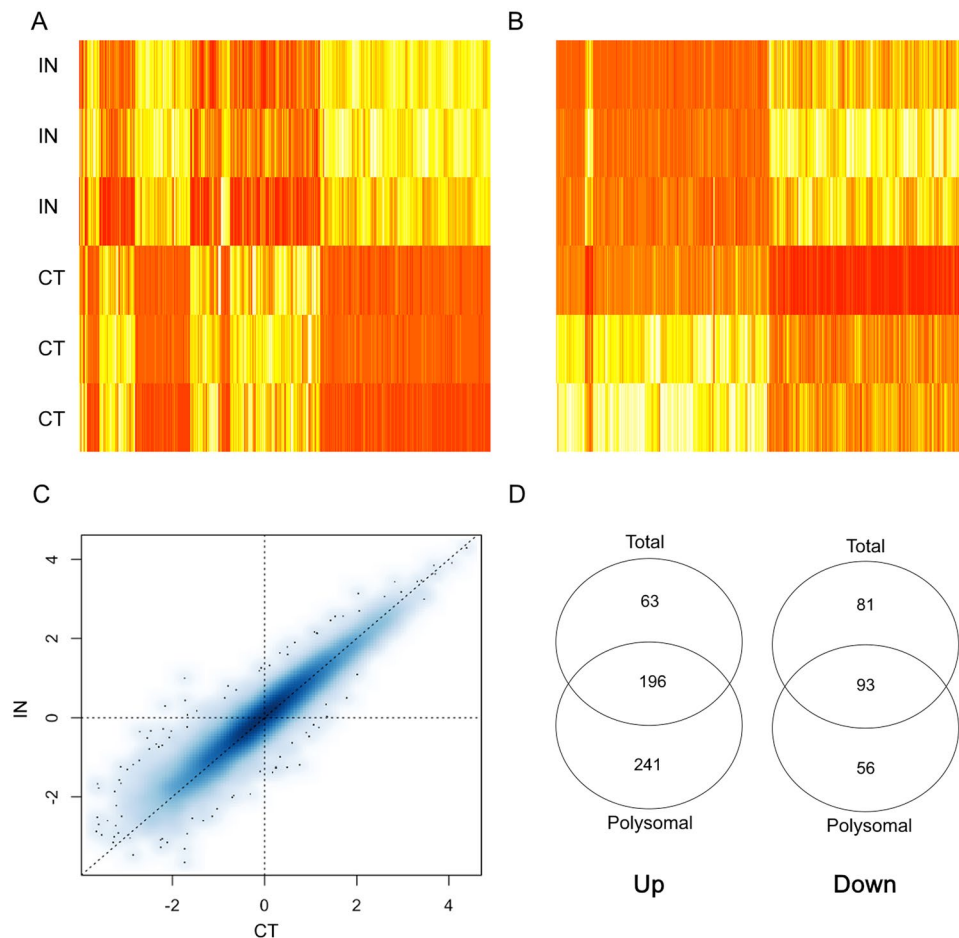 A
B
IN
IN
IN
CT
CT
CT
C
D
4
2
0
-2
IN
-2
0
2
4
CT
Total
Total
63
81
196
93
241
56
Polysomal
Polysomal
Up
Down